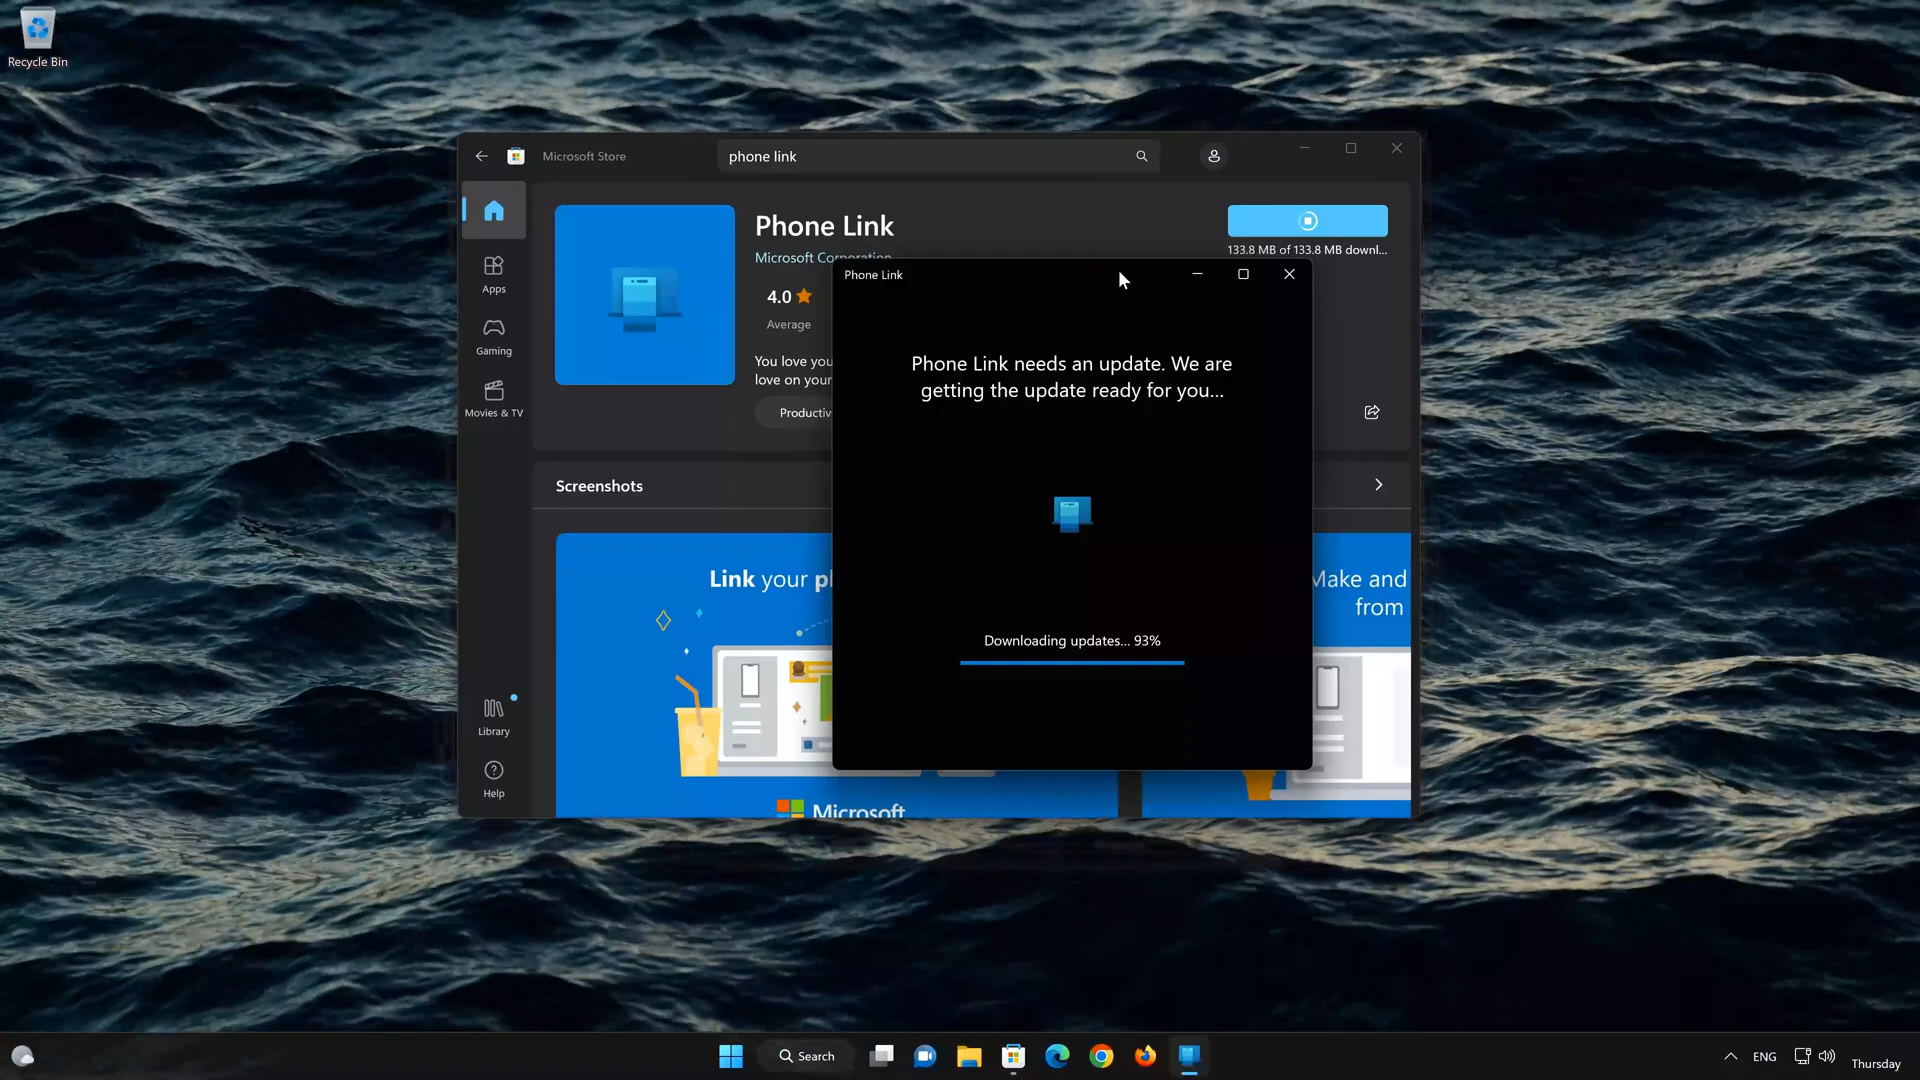 Recycle Bin
Microsoft Store
phone link
Phone Link
Microsoft Corporation
133.8 MB of 133.8 MB downl...
4.0
Average
You love you
love on your
Productiv
Apps
Gaming
Movies & TV
Library
Help
Screenshots
Link your pl
Microsoft
Make and
from
Phone Link
Phone Link needs an update. We are
getting the update ready for you...
Downloading updates... 93%
Search
ENG
Thursday